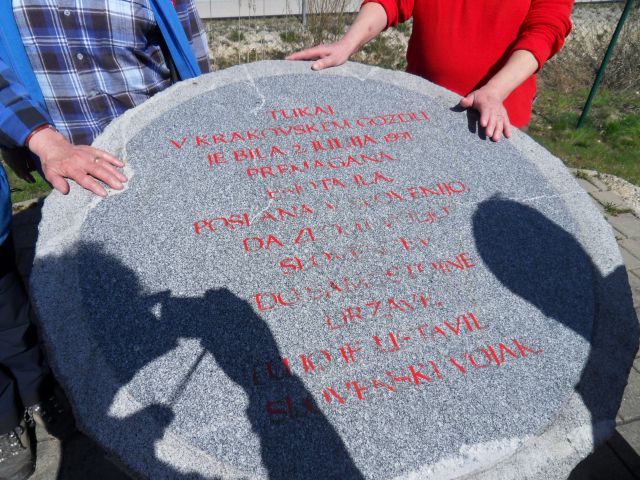 TUKAJ
V KRAKOVSKEM GOZDU
JE BILA 2. JULIJA 1991
PREMAGANA
ENOTA JLA,
POSLANA V SLOVENIJO,
DA ZLOMI VOLJO
SLOVENCEV
DO SAMOSTOJNE
DRŽAVE.
JE USTAVIL
SLOVENSKI VOJAK.